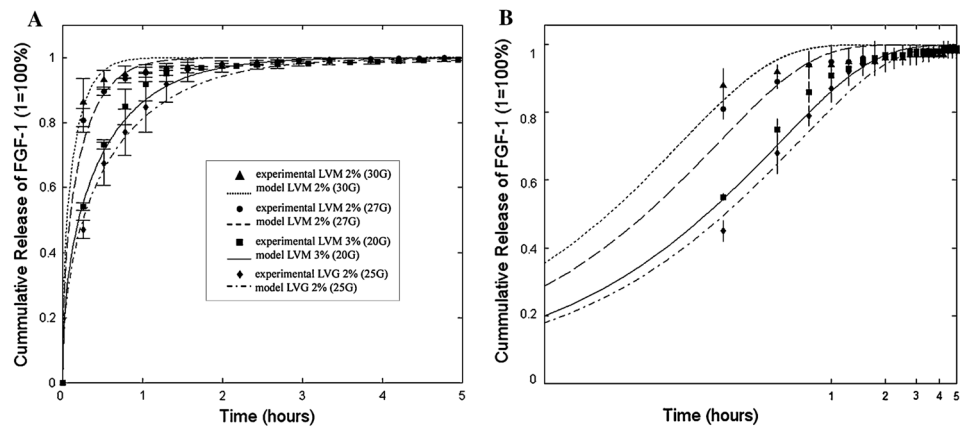 A
Cummulative Release of FGF-1 (1=100%)
1
0.8
0.6
0.4
0.2
0
0
1
2
3
4
5
Time (hours)
experimental LVM 2% (30G)
model LVM 2% (30G)
experimental LVM 2% (27G)
model LVM 2% (27G)
experimental LVM 3% (20G)
model LVM 3% (20G)
experimental LVG 2% (25G)
model LVG 2% (25G)
B
Cummulative Release of FGF-1 (1=100%)
1
0.8
0.6
0.4
0.2
0
1
2
3
4
5
Time (hours)